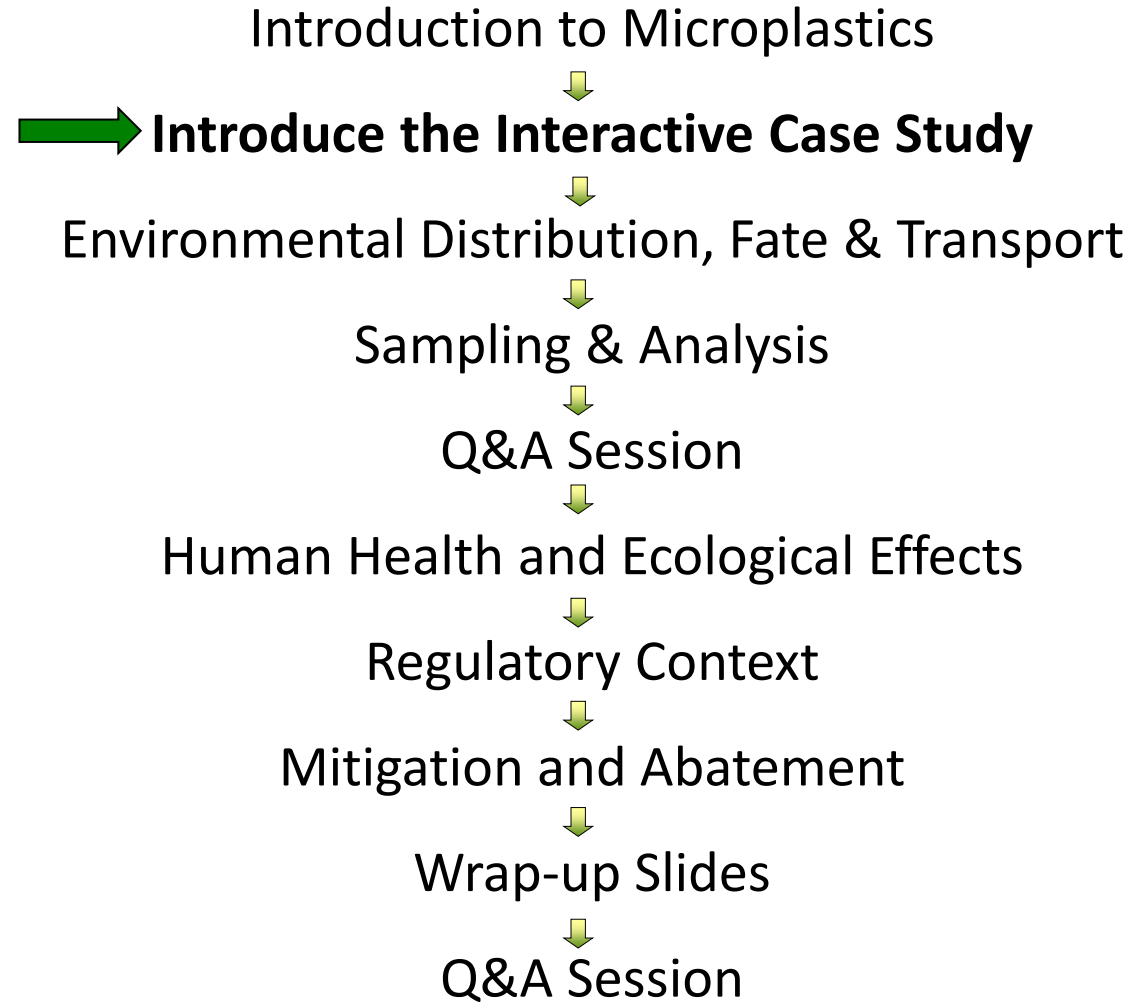 Introduction to Microplastics
Introduce the Interactive Case Study
Environmental Distribution, Fate & Transport
Sampling & Analysis
Q&A Session
Human Health and Ecological Effects
Regulatory Context
Mitigation and Abatement
Wrap-up Slides
Q&A Session